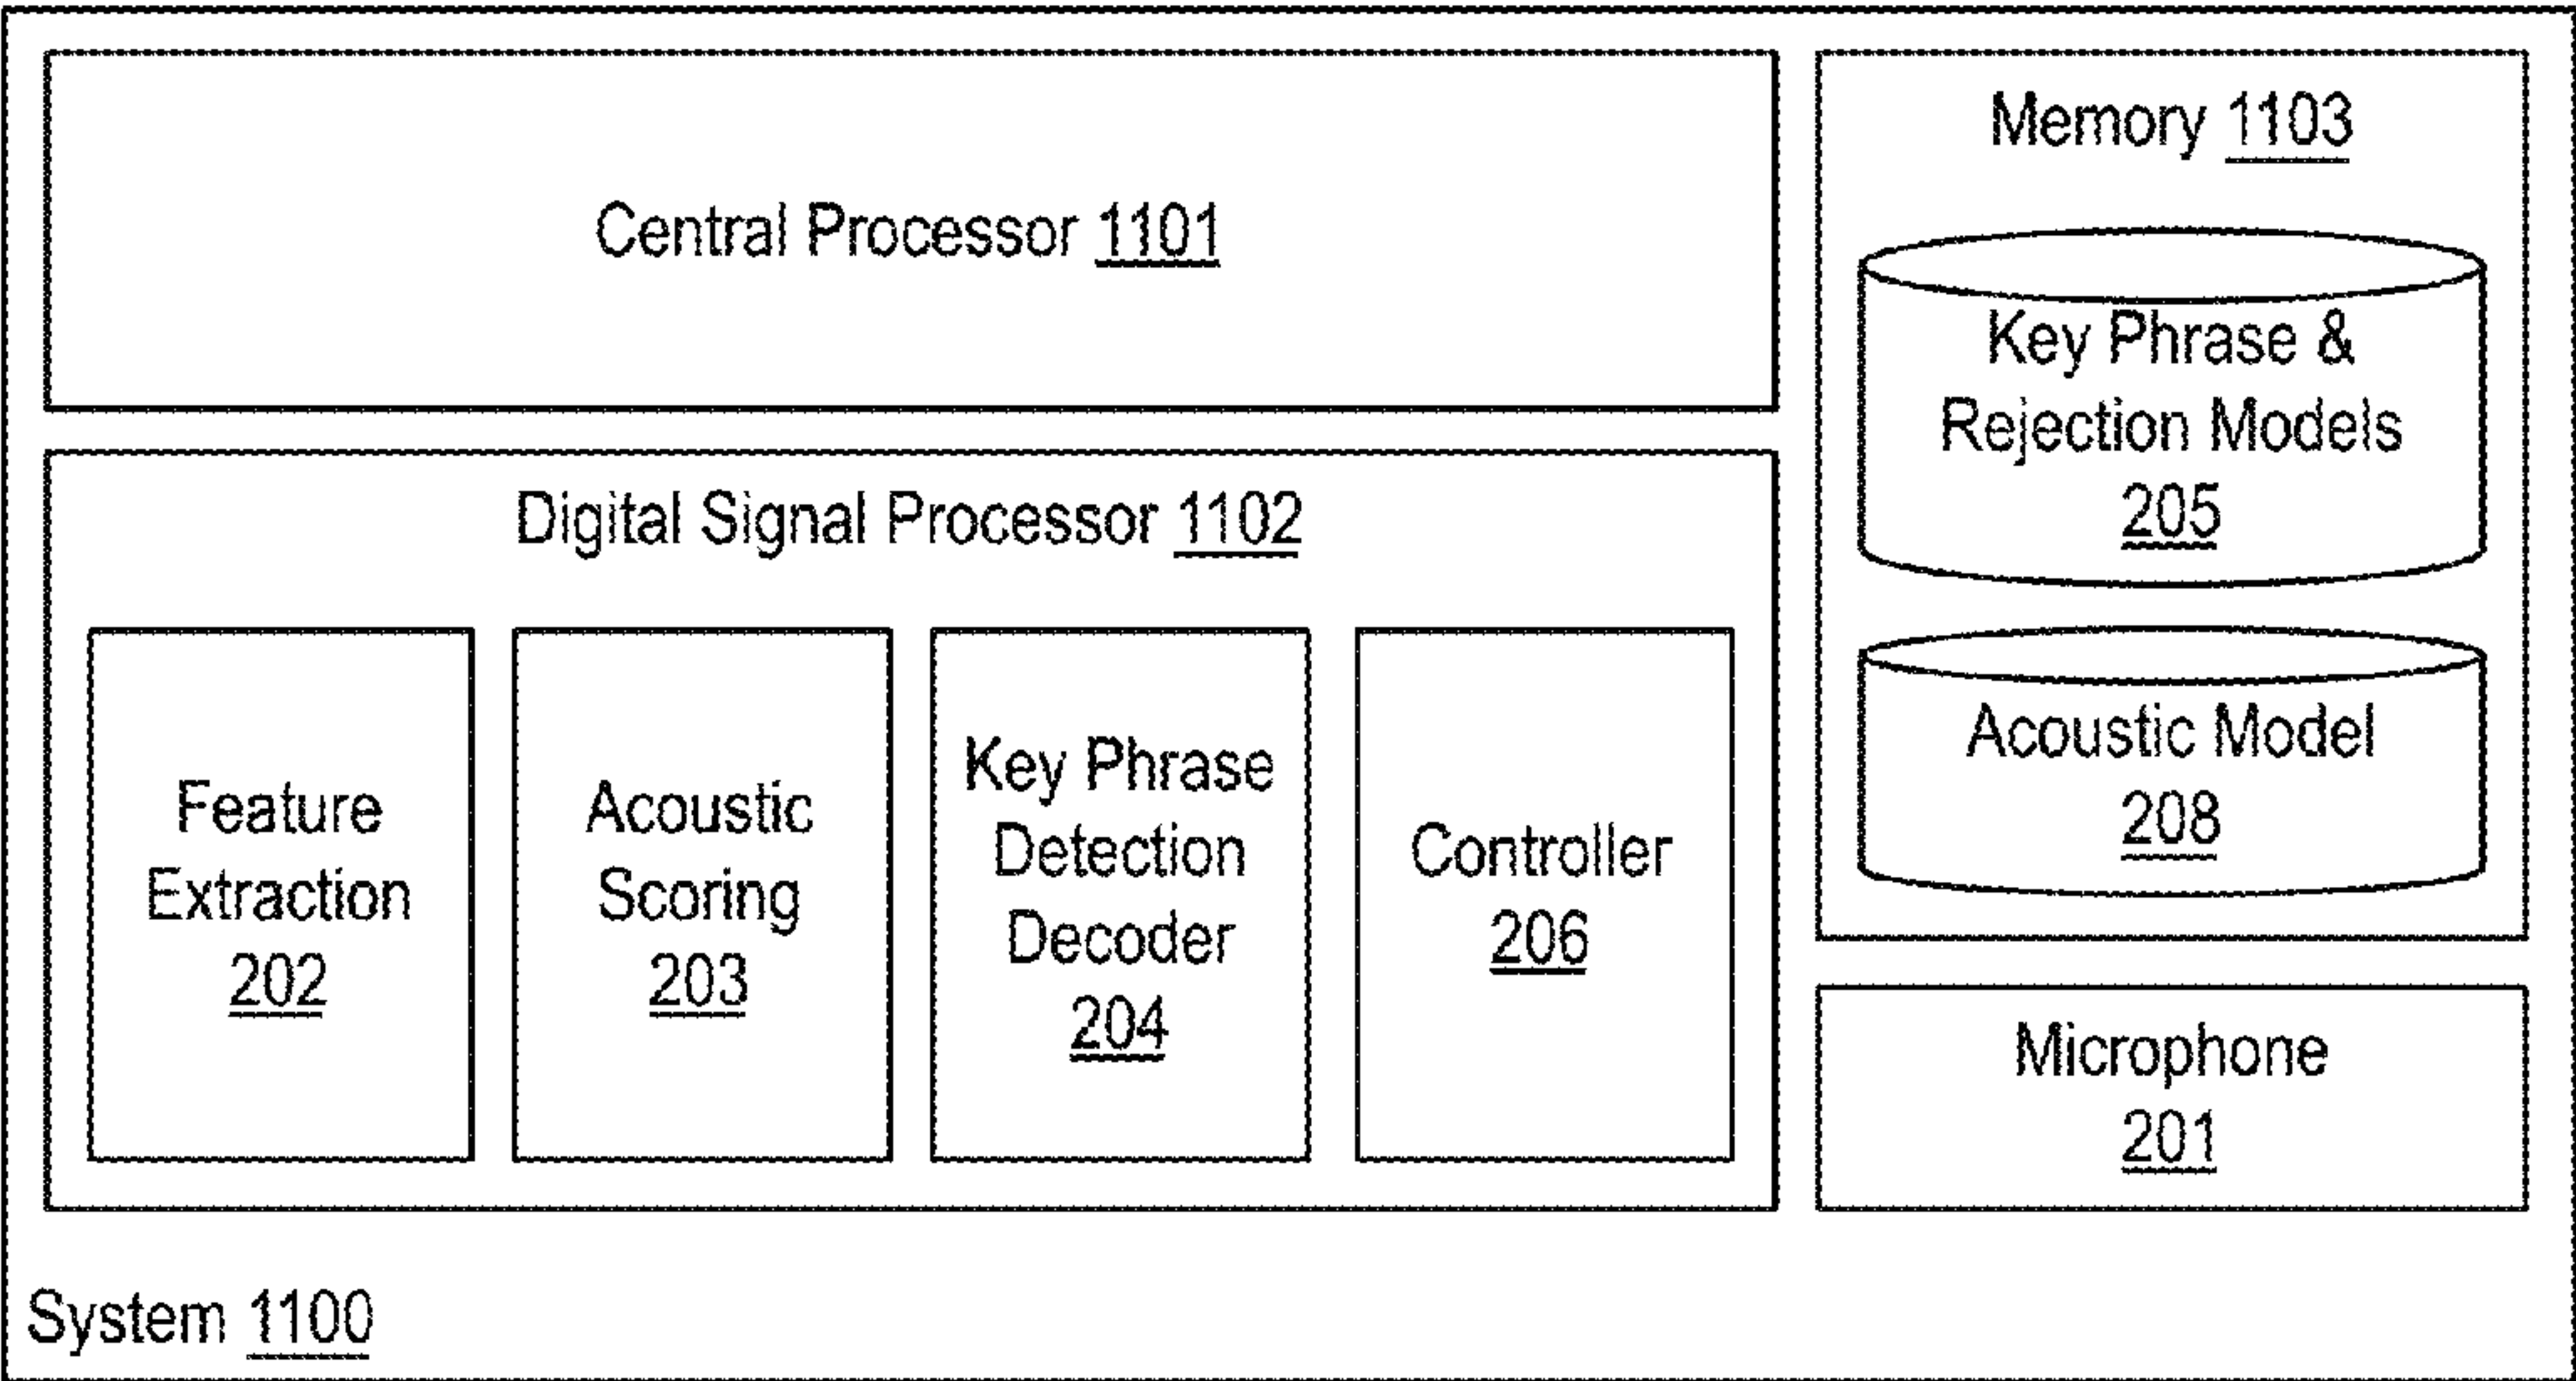 Central Processor 1101
Digital Signal Processor 1102
Feature
Extraction
202
Acoustic
Scoring
203
Key Phrase
Detection
Decoder
204
Controller
206
Memory 1103
Key Phrase &
Rejection Models
205
Acoustic Model
208
Microphone
201
System 1100